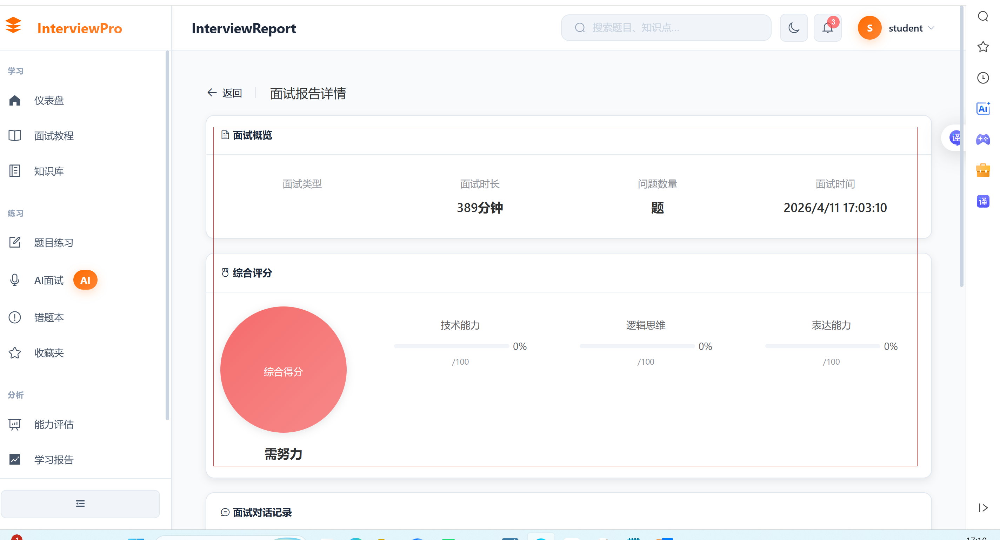 InterviewPro
InterviewReport
搜索题目、知识点...
3
S
student
学习
仪表盘
面试教程
知识库
练习
题目练习
AI面试
AI
错题本
收藏夹
分析
能力评估
学习报告
返回
面试报告详情
面试概览
面试类型
面试时长
389分钟
问题数量
题
面试时间
2026/4/11 17:03:10
综合评分
综合得分
需努力
技术能力
0%
/100
逻辑思维
0%
/100
表达能力
0%
/100
面试对话记录
Ai
译
译
1